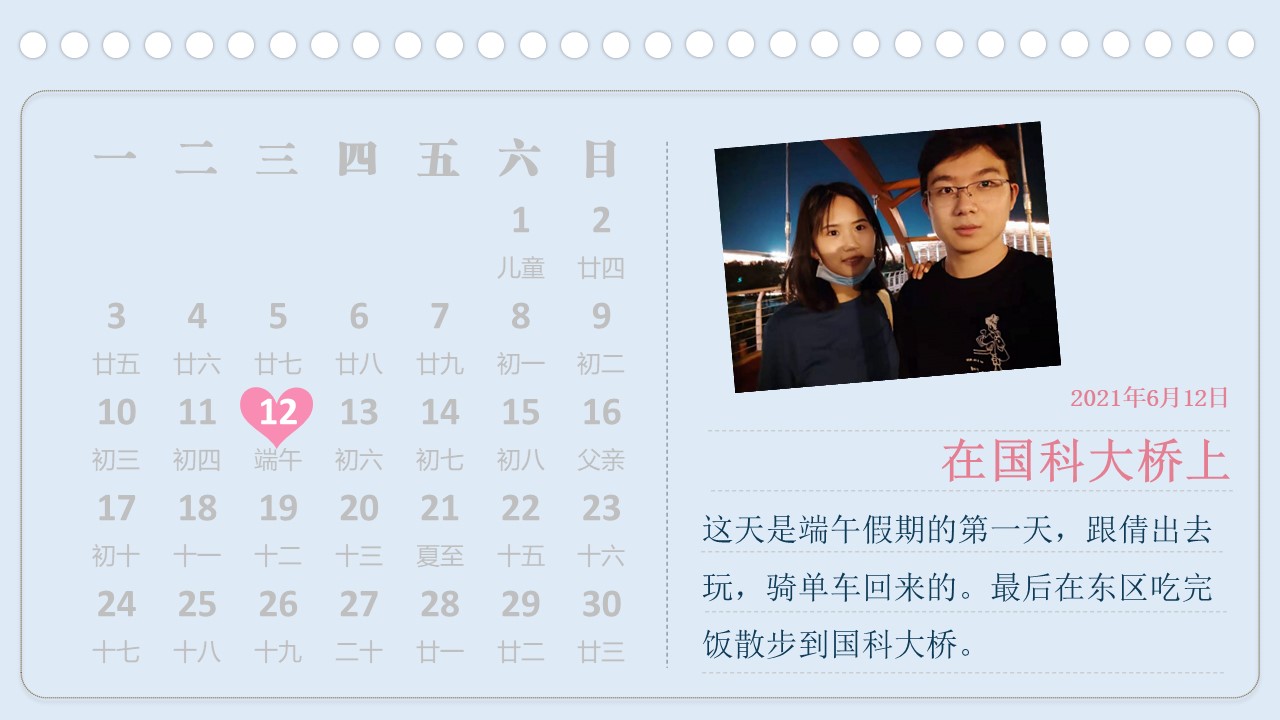 一 二 三 四 五 六 日
1 2
儿童 廿四
3 4 5 6 7 8 9
廿五 廿六 廿七 廿八 廿九 初一 初二
10 11 12 13 14 15 16
初三 初四 端午 初六 初七 初八 父亲
17 18 19 20 21 22 23
初十 十一 十二 十三 夏至 十五 十六
24 25 26 27 28 29 30
十七 十八 十九 二十 廿一 廿二 廿三
2021年6月12日
在国科大桥上
这天是端午假期的第一天，跟倩出去
玩，骑单车回来的。最后在东区吃完
饭散步到国科大桥。